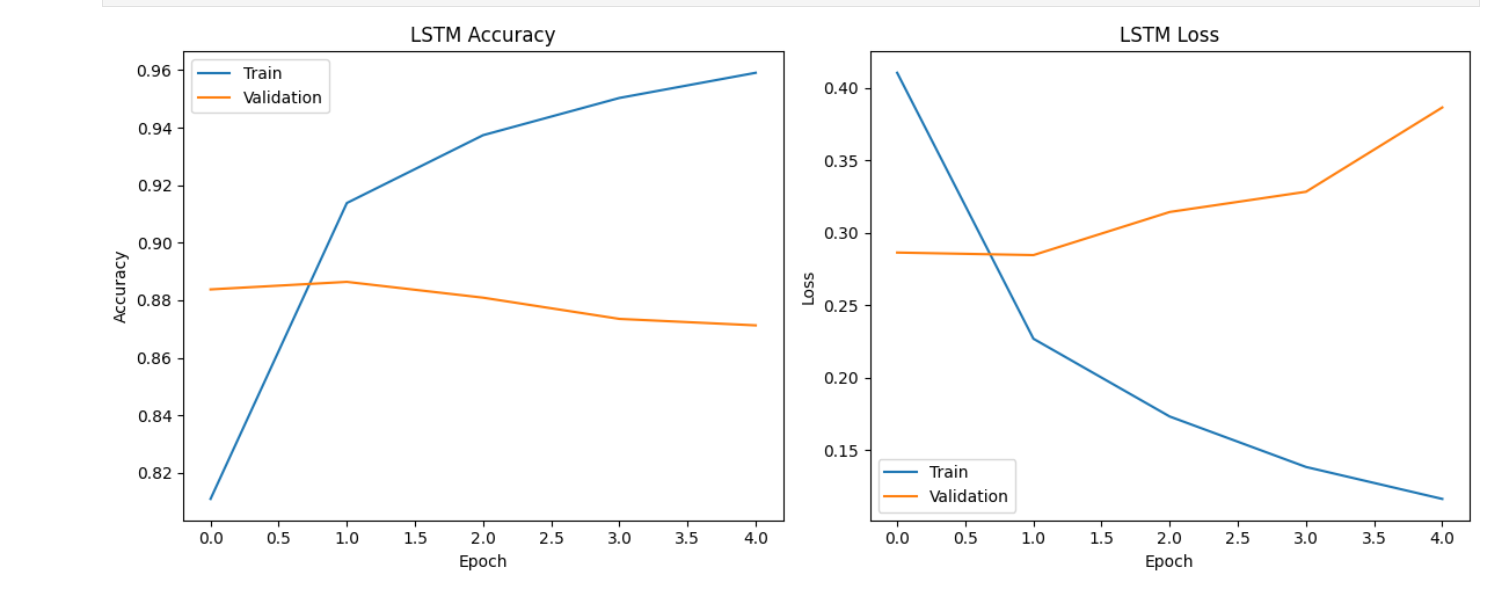 LSTM Accuracy
Train
Validation
0.96
0.94
0.92
0.90
0.88
0.86
0.84
0.82
Accuracy
0.0 0.5 1.0 1.5 2.0 2.5 3.0 3.5 4.0
Epoch
LSTM Loss
0.40
0.35
0.30
0.25
0.20
0.15
Loss
Train
Validation
0.0 0.5 1.0 1.5 2.0 2.5 3.0 3.5 4.0
Epoch